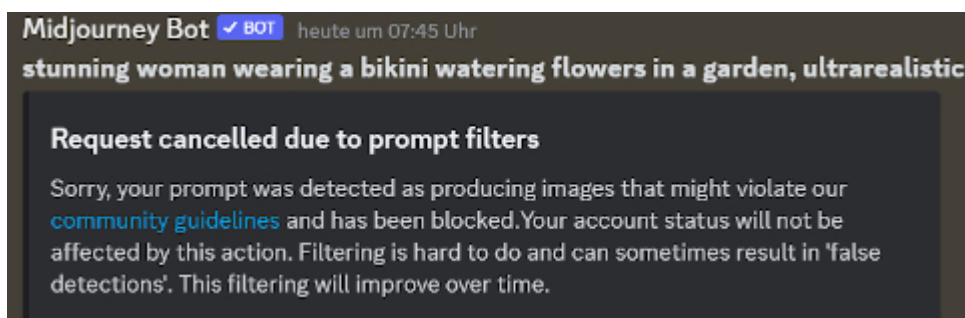 Midjourney Bot ✓ BOT heute um 07:45 Uhr
stunning woman wearing a bikini watering flowers in a garden, ultrarealistic
Request cancelled due to prompt filters
Sorry, your prompt was detected as producing images that might violate our
community guidelines and has been blocked.Your account status will not be
affected by this action. Filtering is hard to do and can sometimes result in 'false
detections'. This filtering will improve over time.